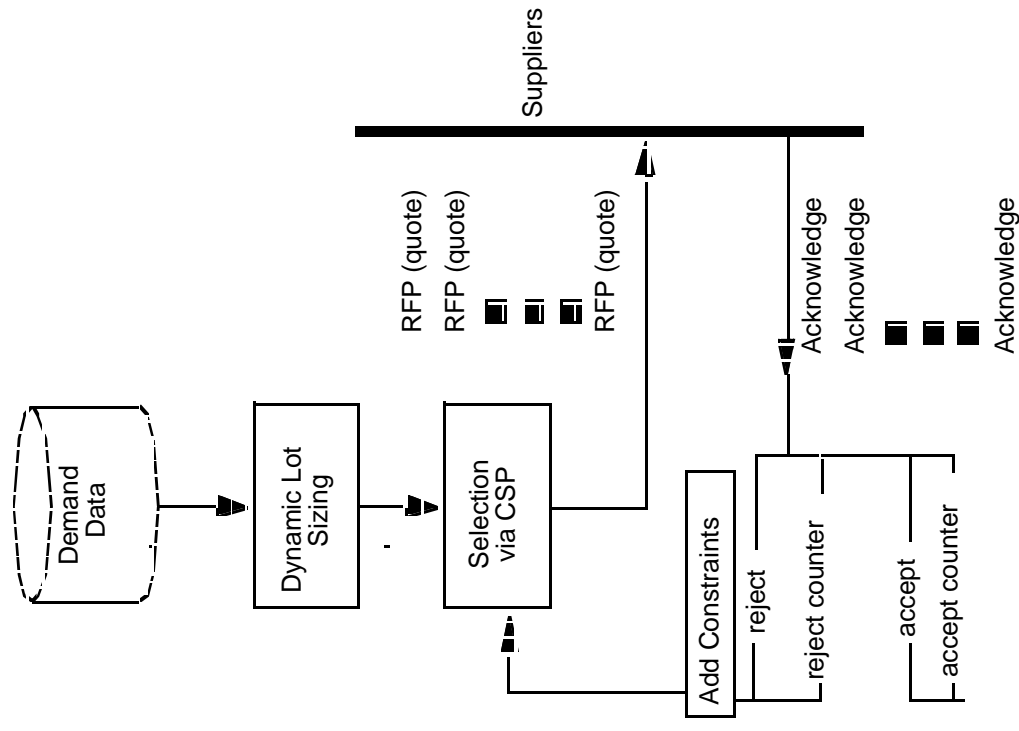 Demand
Data
Dynamic Lot
Sizing
Selection
via CSP
RFP (quote)
RFP (quote)
RFP (quote)
Suppliers
Acknowledge
Acknowledge
Acknowledge
Add Constraints
reject
reject counter
accept
accept counter